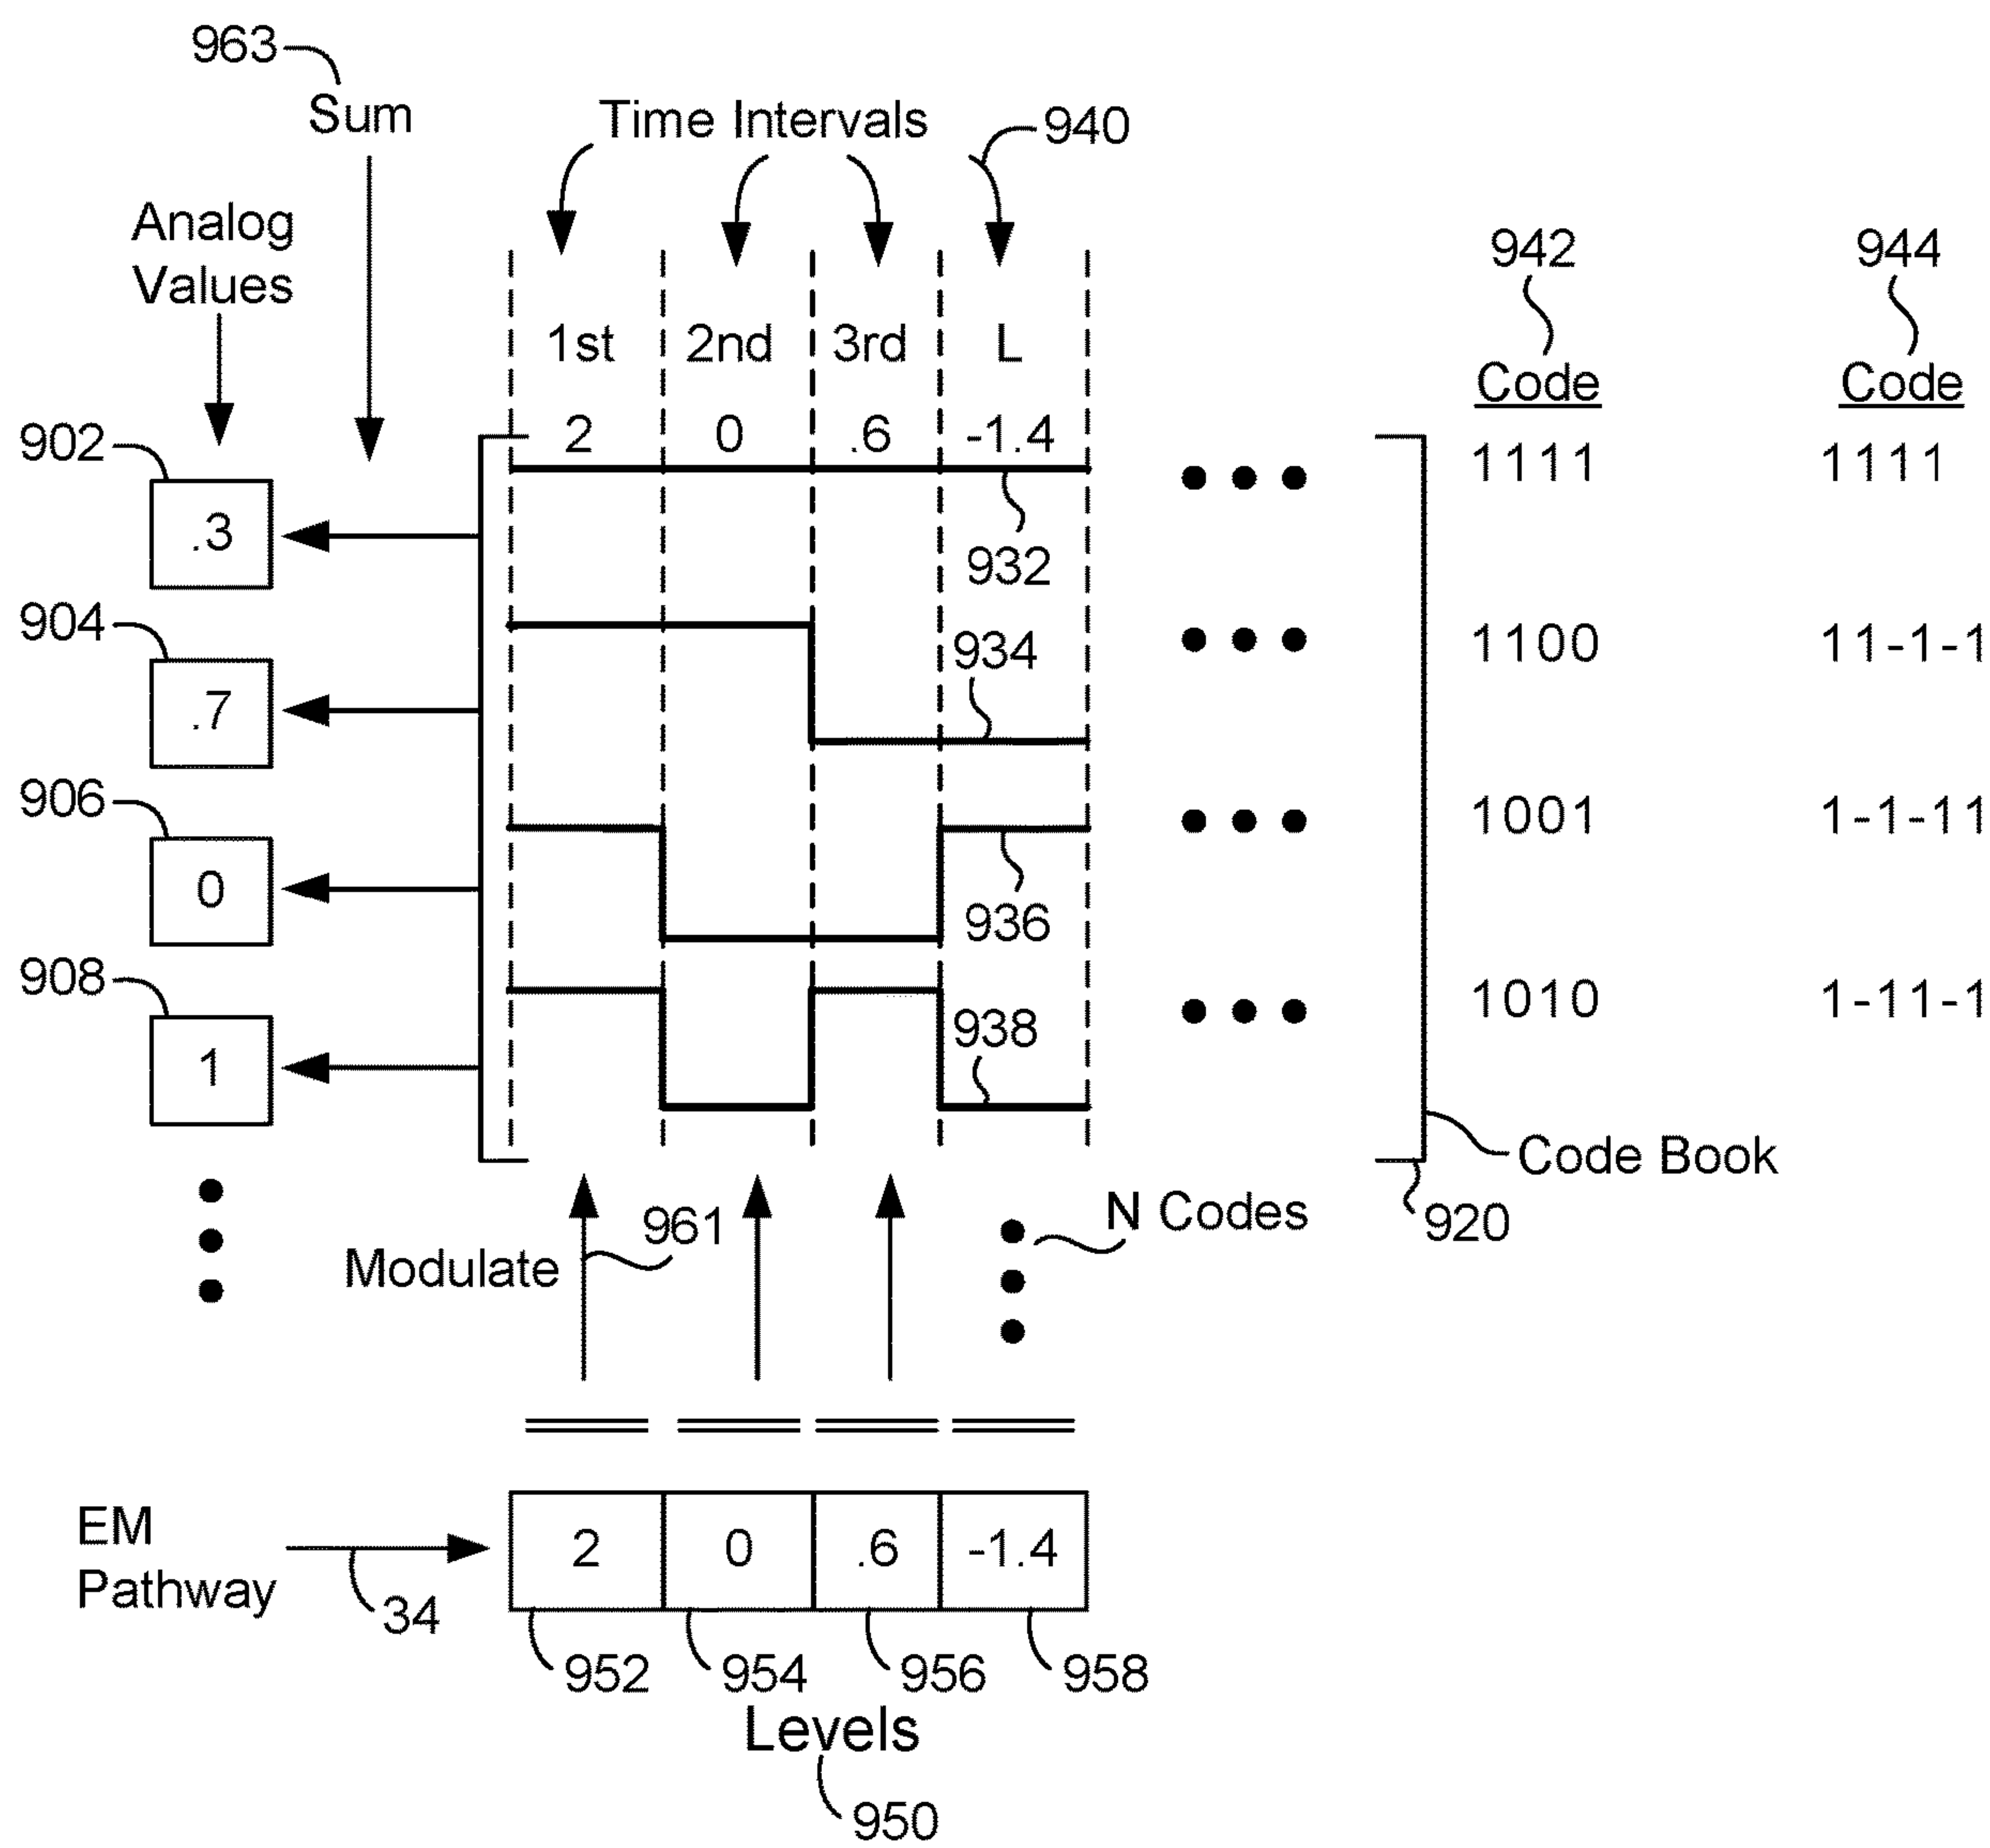 963
Sum
Time Intervals
940
Analog
Values
942
944
1st
2nd
3rd
L
Code
Code
2
0
.6
-1.4
902
1111
1111
.3
932
904
934
1100
11-1-1
.7
906
1001
1-1-11
0
936
908
1010
1-11-1
938
1
Code Book
N Codes
920
961
Modulate
EM
Pathway
34
2
0
.6
-1.4
952
954
956
958
Levels
950